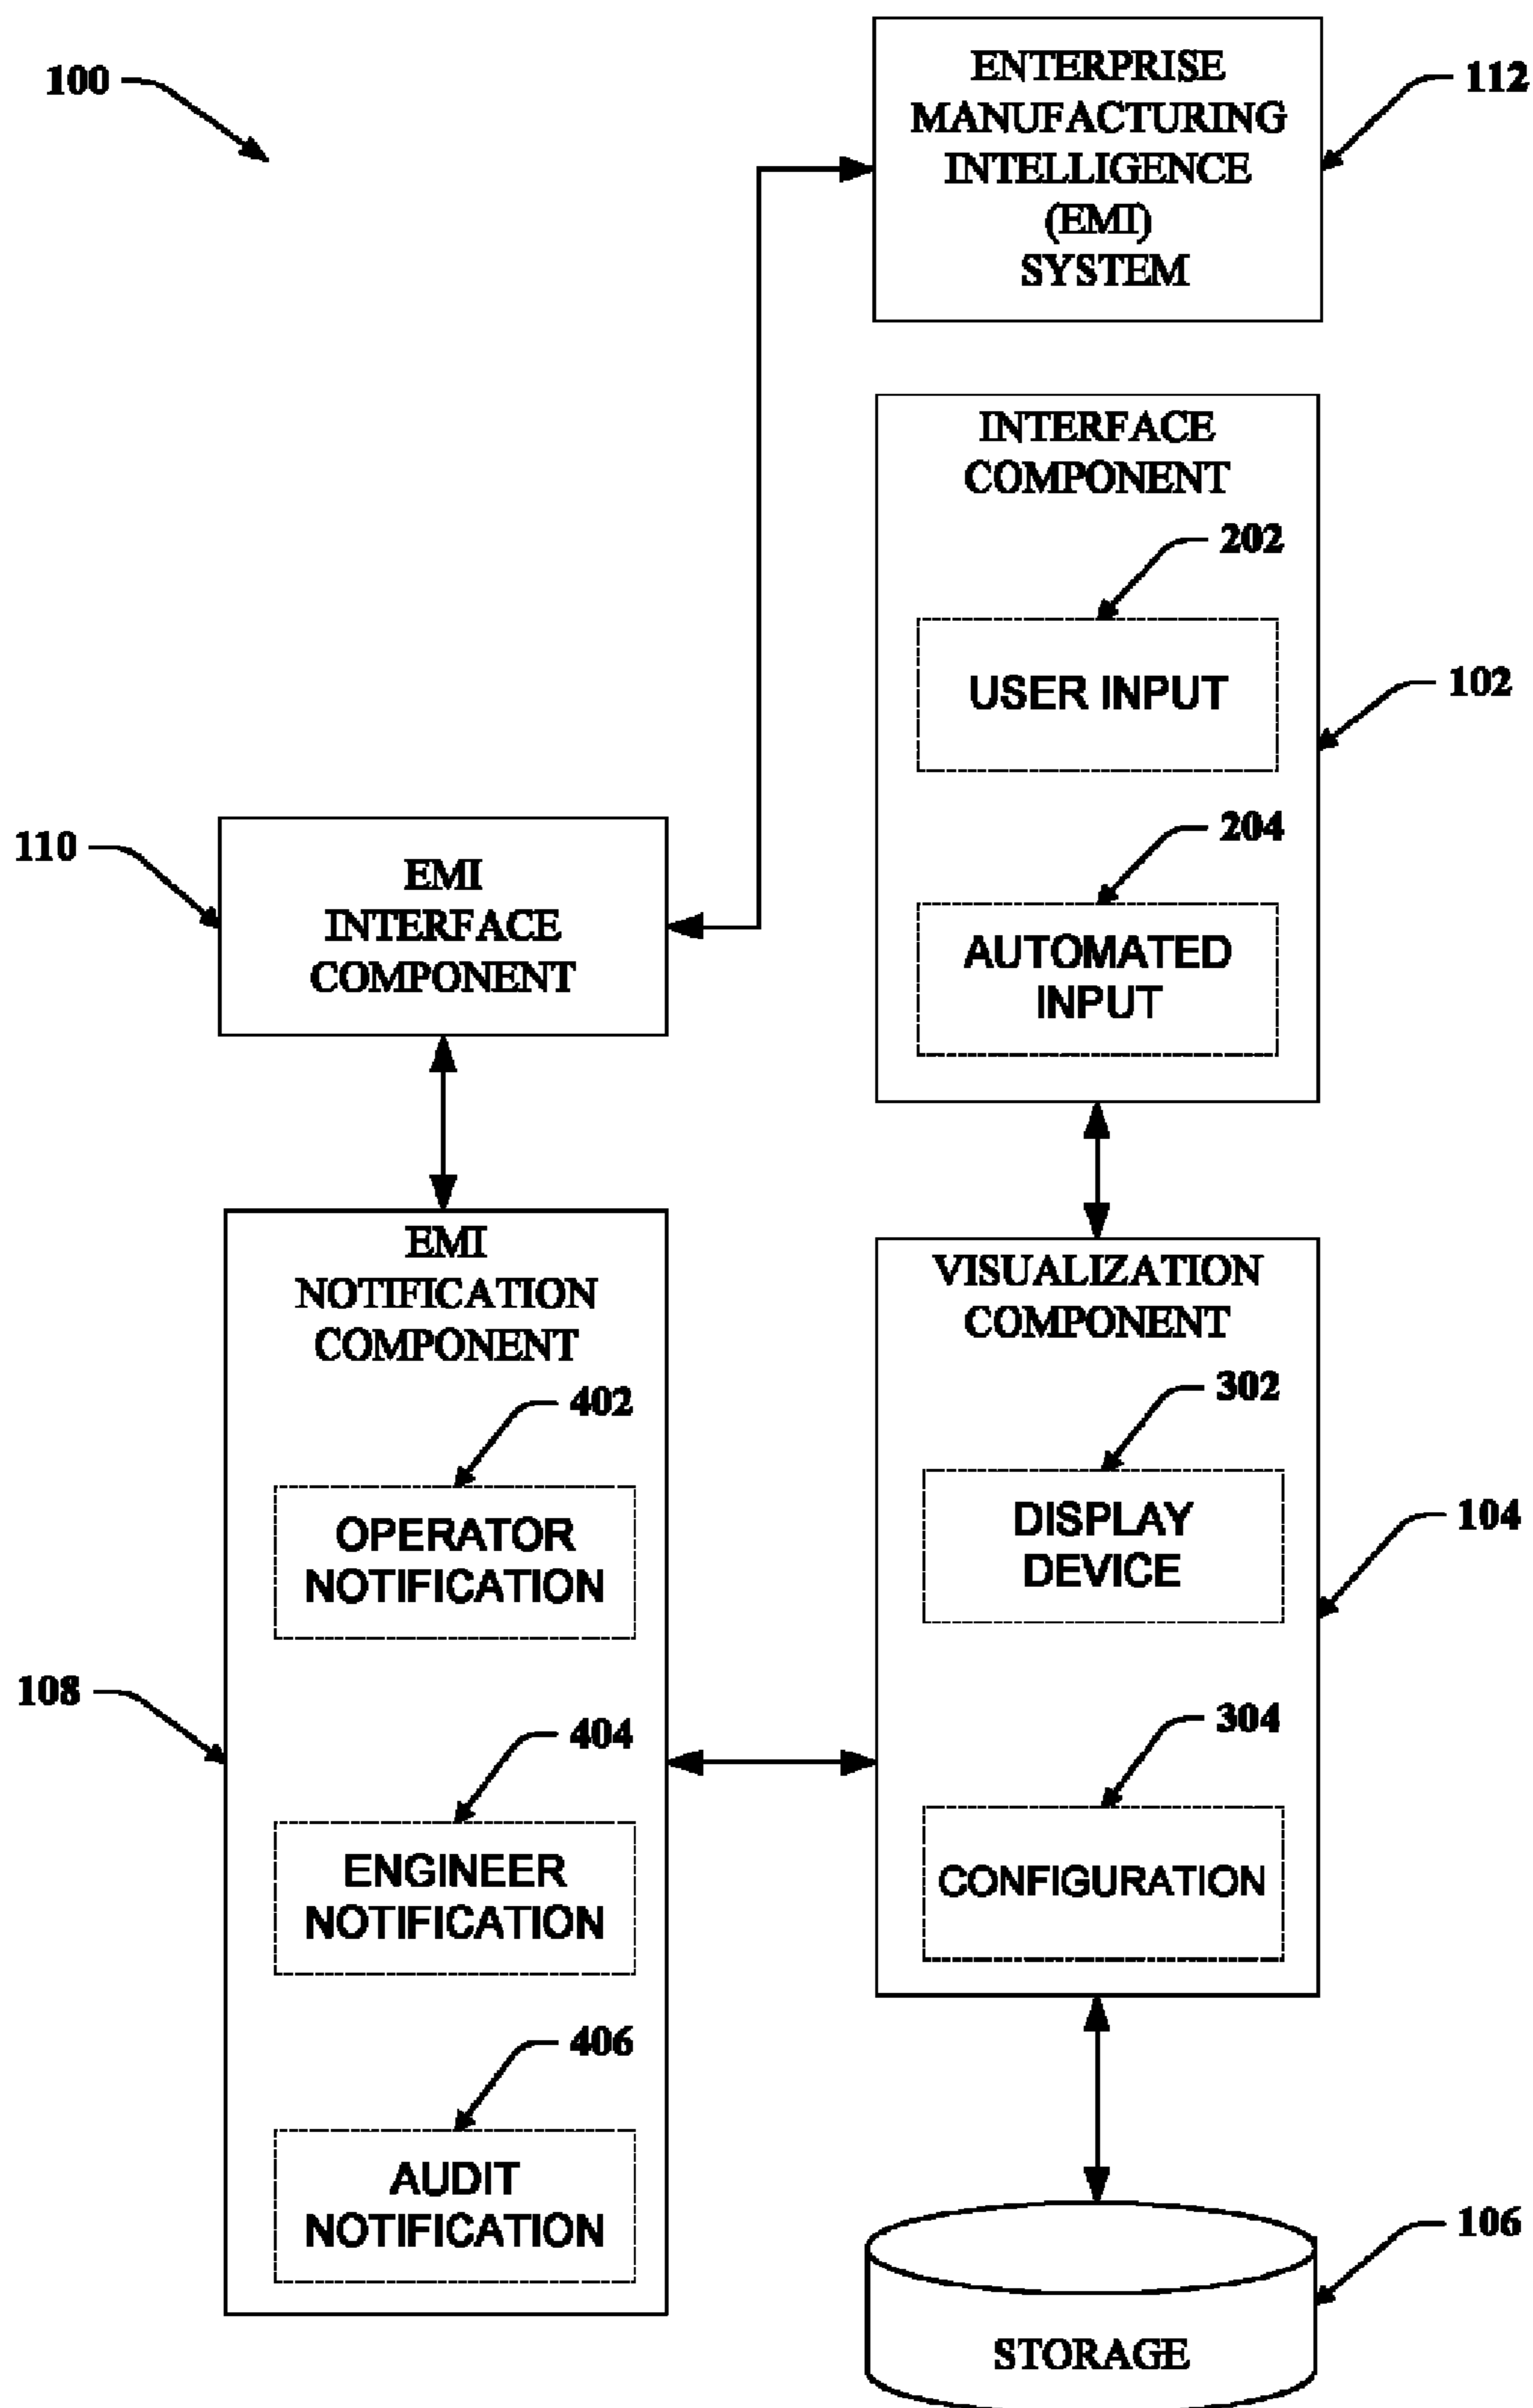 100
ENTERPRISE
MANUFACTURING
INTELLIGENCE
(EMI)
SYSTEM
112
INTERFACE
COMPONENT
202
USER INPUT
102
204
AUTOMATED
INPUT
110
EMI
INTERFACE
COMPONENT
EMI
NOTIFICATION
COMPONENT
402
OPERATOR
NOTIFICATION
108
404
ENGINEER
NOTIFICATION
406
AUDIT
NOTIFICATION
VISUALIZATION
COMPONENT
302
DISPLAY
DEVICE
104
304
CONFIGURATION
106
STORAGE